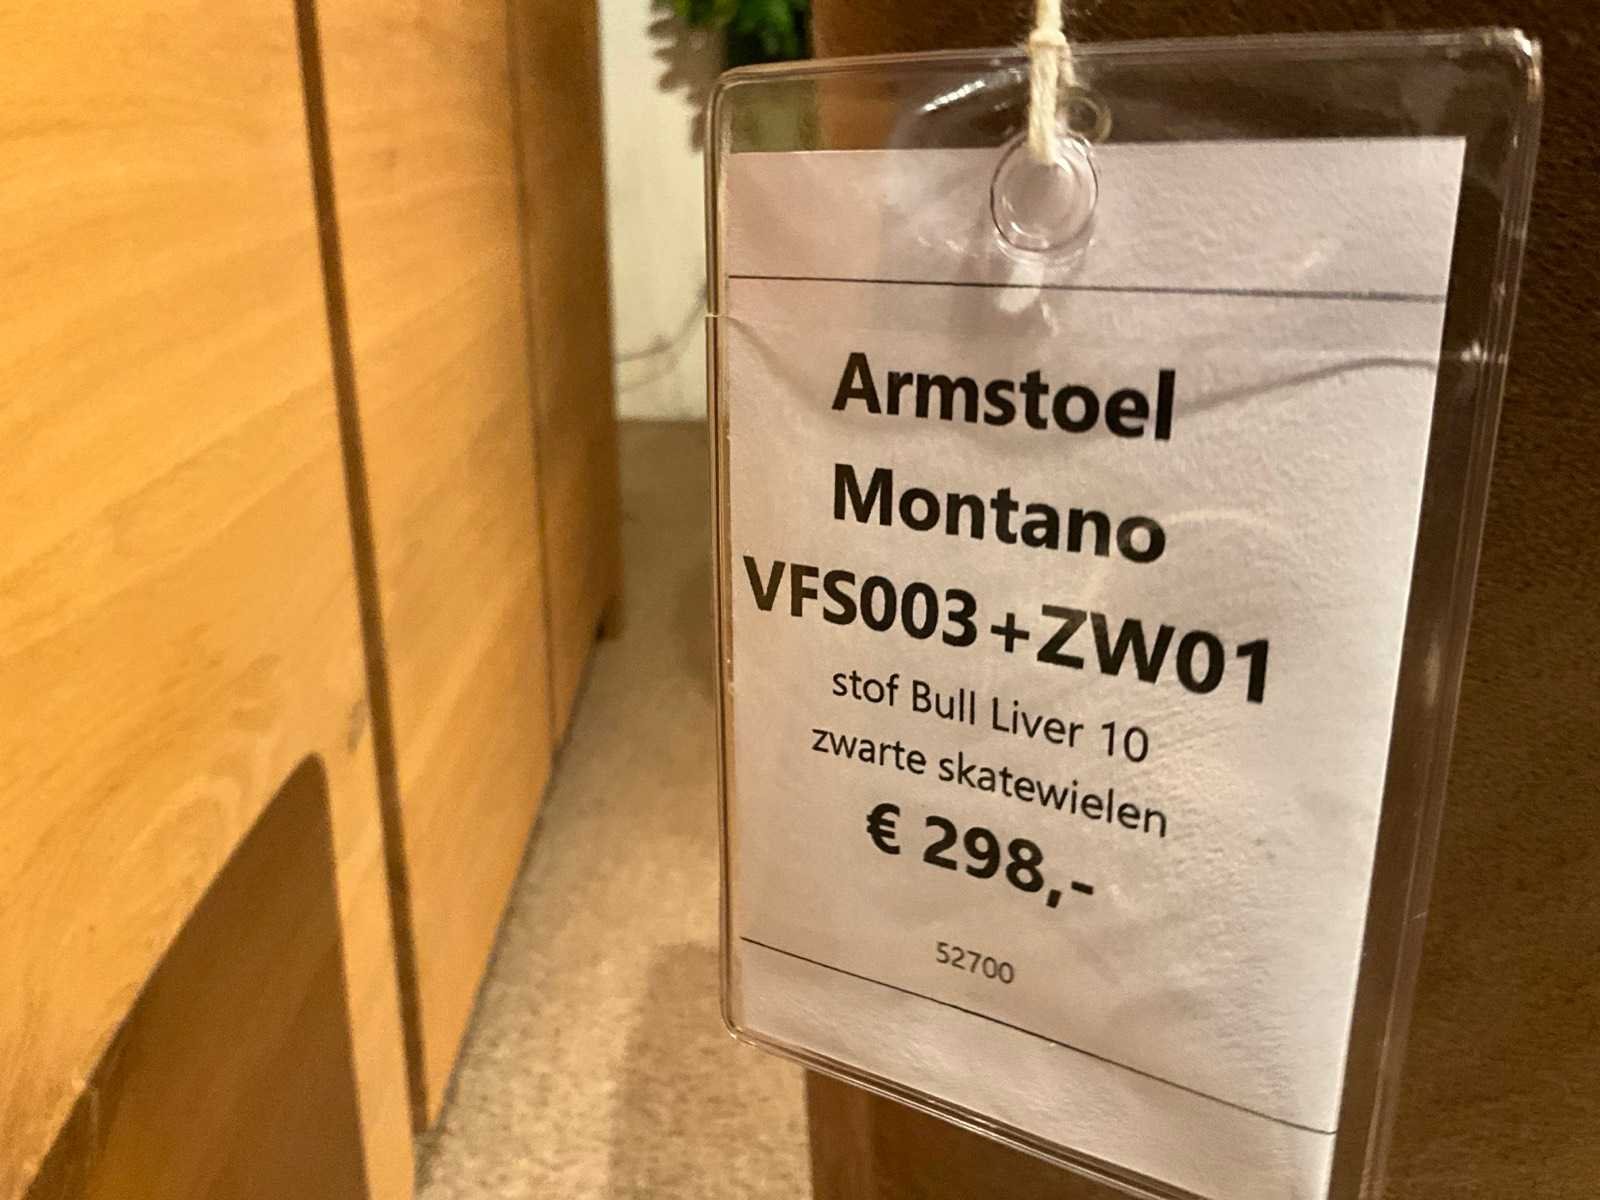 Armstoel
Montano
VFS003+ZW01
stof Bull Liver 10
zwarte skatewielen
€ 298,-
52700